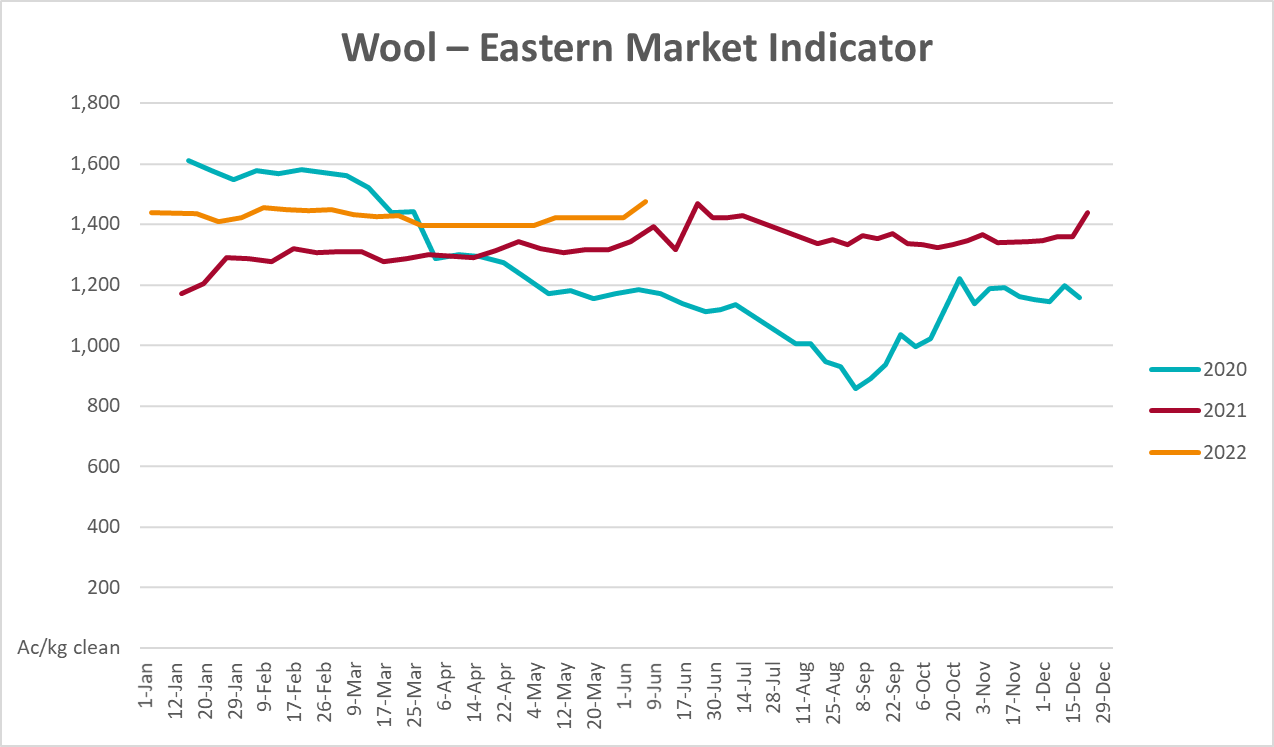 Wool – Eastern Market Indicator
1,800
1,600
1,400
1,200
1,000
800
600
400
200
Ac/kg clean
1-Jan
12-Jan
20-Jan
29-Jan
9-Feb
17-Feb
26-Feb
9-Mar
17-Mar
25-Mar
6-Apr
14-Apr
22-Apr
4-May
12-May
20-May
1-Jun
9-Jun
17-Jun
30-Jun
14-Jul
28-Jul
11-Aug
25-Aug
8-Sep
22-Sep
6-Oct
20-Oct
3-Nov
17-Nov
1-Dec
15-Dec
29-Dec
2020
2021
2022